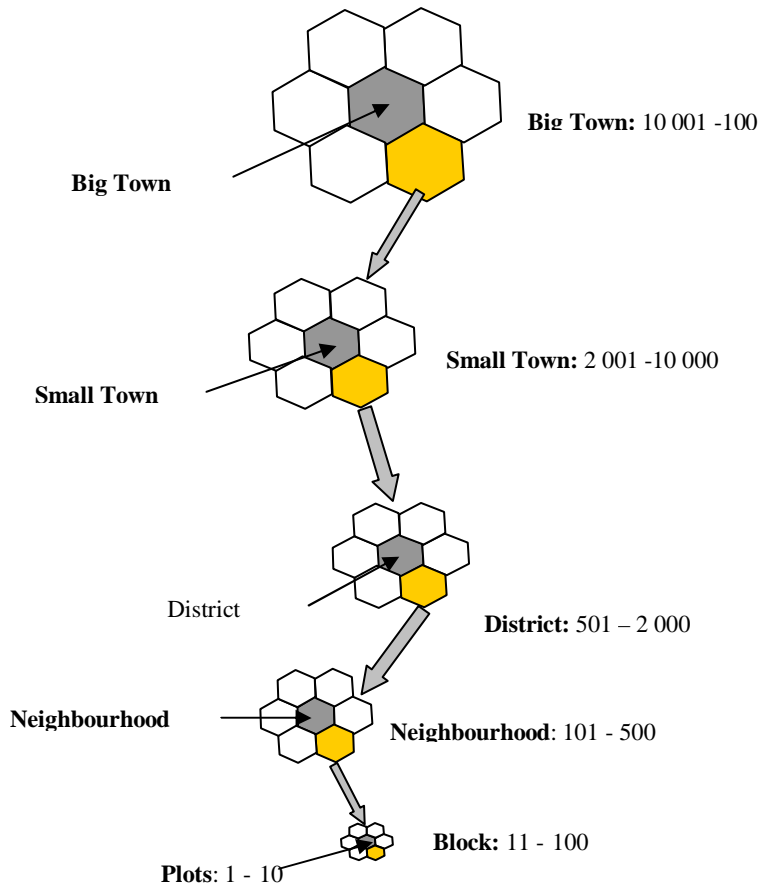 Big Town: 10 001 -100
Big Town
Small Town: 2 001 -10 000
Small Town
District
District: 501 – 2 000
Neighbourhood
Neighbourhood: 101 - 500
Block: 11 - 100
Plots: 1 - 10